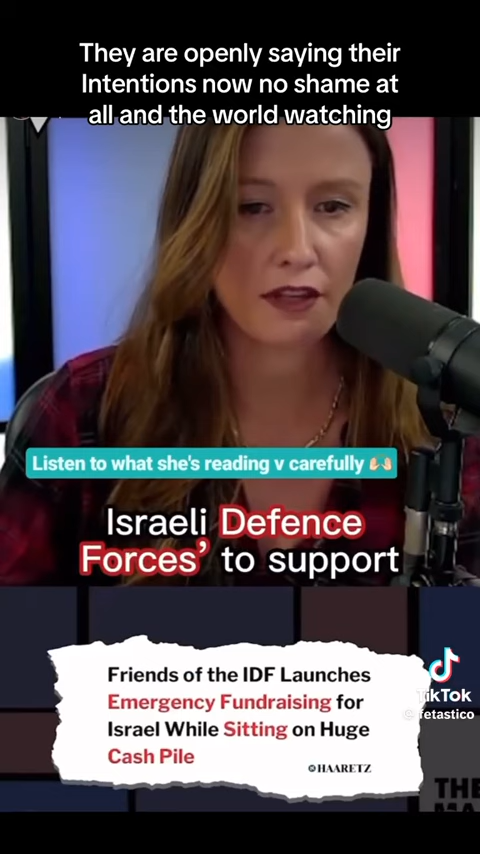 They are openly saying their
Intentions now no shame at
all and the world watching
Listen to what she's reading v carefully 🙌🏼
Israeli Defence
Forces' to support
Friends of the IDF Launches
Emergency Fundraising for
Israel While Sitting on Huge
Cash Pile
@HAARETZ
TikTok
@fetastico
THE
MA